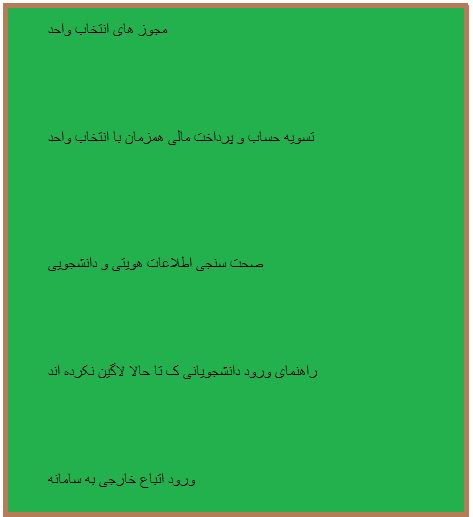 مجوز های انتخاب واحد
تسویه حساب و پرداخت مالی همزمان با انتخاب واحد
صحت سنجی اطلاعات هویتی و دانشجویی
راهنمای ورود دانشجویانی ک تا حالا لاگین نکرده اند
ورود اتباع خارجی به سامانه